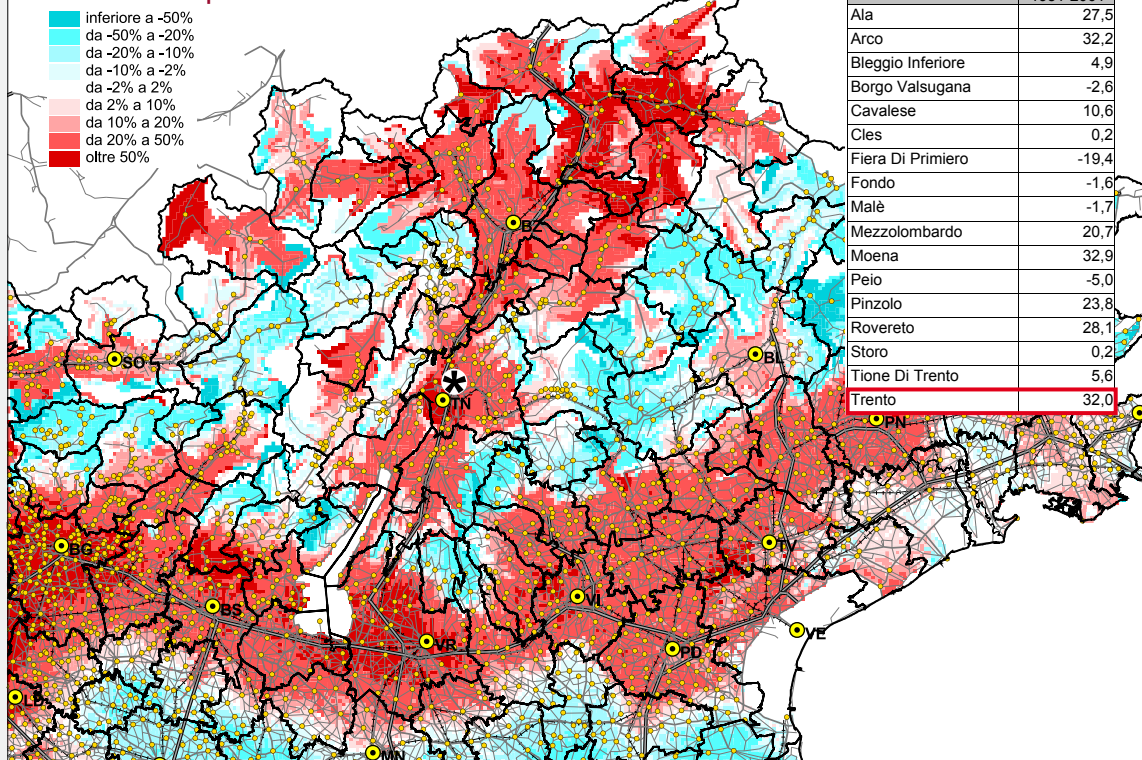 inferiore a -50%
da -50% a -20%
da -20% a -10%
da -10% a -2%
da -2% a 2%
da 2% a 10%
da 10% a 20%
da 20% a 50%
oltre 50%
Ala 27,5
Arco 32,2
Bleggio Inferiore 4,9
Borgo Valsugana -2,6
Cavalese 10,6
Cles 0,2
Fiera Di Primiero -19,4
Fondo -1,6
Malè -1,7
Mezzolombardo 20,7
Moena 32,9
Peio -5,0
Pinzolo 23,8
Rovereto 28,1
Storo 0,2
Tione Di Trento 5,6
Trento 32,0
BZ
SO
BL
*
TN
PN
BG
BS
VI
VE
VR
PD
MN